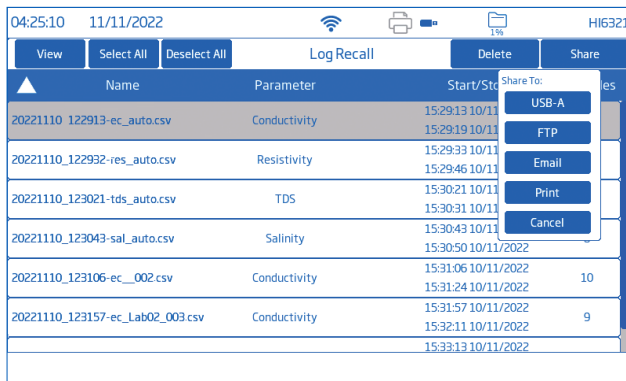 04:25:10 11/11/2022 1% HI6321
View Select All Deselect All Log Recall Delete Share
Name Parameter Start/Sto les
Share To:
USB-A
FTP
Email
Print
Cancel
20221110_122913-ec_auto.csv Conductivity 15:29:13 10/11
15:29:19 10/11
20221110_122932-res_auto.csv Resistivity 15:29:33 10/11
15:29:46 10/11
20221110_123021-tds_auto.csv TDS 15:30:21 10/11
15:30:31 10/11
20221110_123043-sal_auto.csv Salinity 15:30:43 10/11
15:30:50 10/11/2022
20221110_123106-ec__002.csv Conductivity 15:31:06 10/11/2022 10
15:31:24 10/11/2022
20221110_123157-ec_Lab02_003.csv Conductivity 15:31:57 10/11/2022 9
15:32:11 10/11/2022
15:33:13 10/11/2022